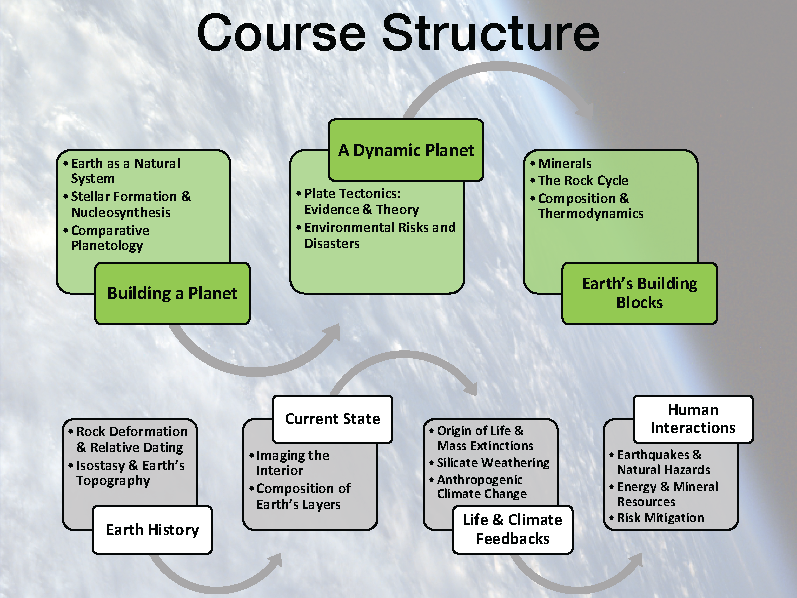 Course Structure
• Earth as a Natural
System
• Stellar Formation &
Nucleosynthesis
• Comparative
Planetology
Building a Planet
A Dynamic Planet
• Plate Tectonics:
Evidence & Theory
• Environmental Risks and
Disasters
• Minerals
• The Rock Cycle
• Composition &
Thermodynamics
Earth's Building
Blocks
• Rock Deformation
& Relative Dating
• Isostasy & Earth's
Topography
Earth History
Current State
• Imaging the
Interior
• Composition of
Earth's Layers
• Origin of Life &
Mass Extinctions
• Silicate Weathering
• Anthropogenic
Climate Change
Life & Climate
Feedbacks
Human
Interactions
• Earthquakes &
Natural Hazards
• Energy & Mineral
Resources
• Risk Mitigation